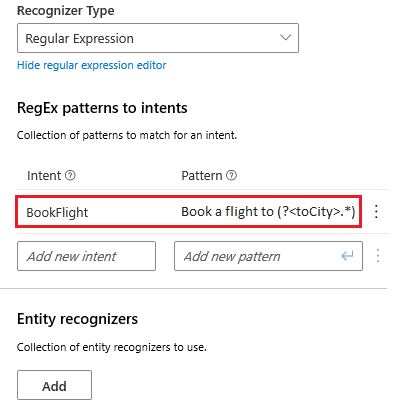 Recognizer Type
Regular Expression
Hide regular expression editor
RegEx patterns to intents
Collection of patterns to match for an intent.
Intent Pattern
BookFlight Book a flight to (?<toCity>.*)
Add new intent Add new pattern
Entity recognizers
Collection of entity recognizers to use.
Add